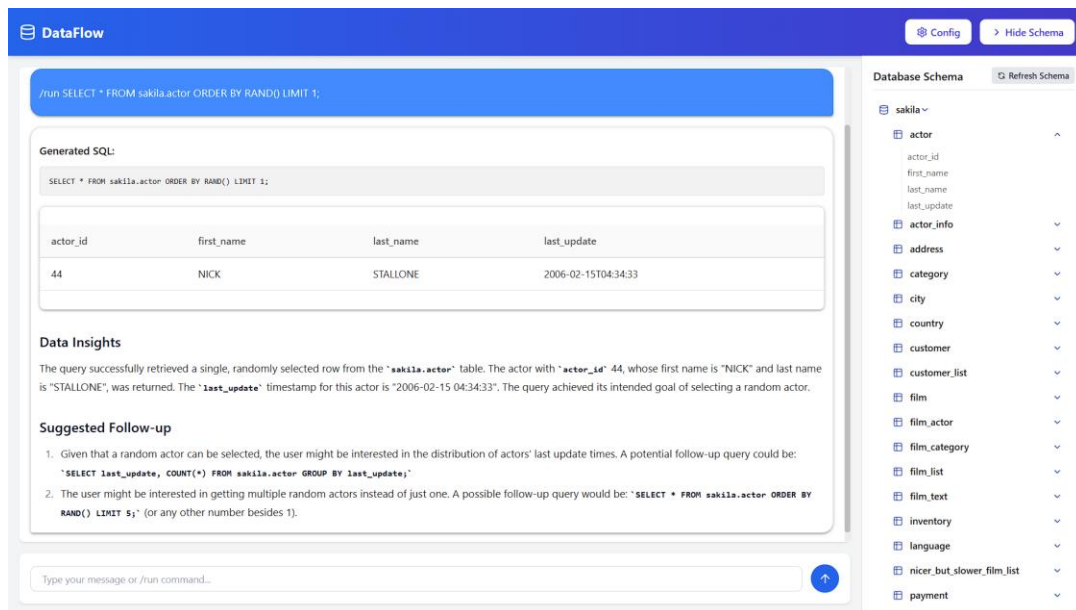 DataFlow
Config
> Hide Schema
/run SELECT * FROM sakila.actor ORDER BY RAND() LIMIT 1;
Generated SQL:
SELECT * FROM sakila.actor ORDER BY RAND() LIMIT 1;
actor_id first_name last_name last_update
44 NICK STALLONE 2006-02-15T04:34:33
Data Insights
The query successfully retrieved a single, randomly selected row from the `sakila.actor` table. The actor with `actor_id` 44, whose first name is "NICK" and last name
is "STALLONE", was returned. The `last_update` timestamp for this actor is "2006-02-15 04:34:33". The query achieved its intended goal of selecting a random actor.
Suggested Follow-up
1. Given that a random actor can be selected, the user might be interested in the distribution of actors' last update times. A potential follow-up query could be:
`SELECT last_update, COUNT(*) FROM sakila.actor GROUP BY last_update;`
2. The user might be interested in getting multiple random actors instead of just one. A possible follow-up query would be: `SELECT * FROM sakila.actor ORDER BY
RAND() LIMIT 5;` (or any other number besides 1).
Type your message or /run command...
Database Schema
Refresh Schema
sakila
actor
actor_id
first_name
last_name
last_update
actor_info
address
category
city
country
customer
customer_list
film
film_actor
film_category
film_list
film_text
inventory
language
nicer_but_slower_film_list
payment